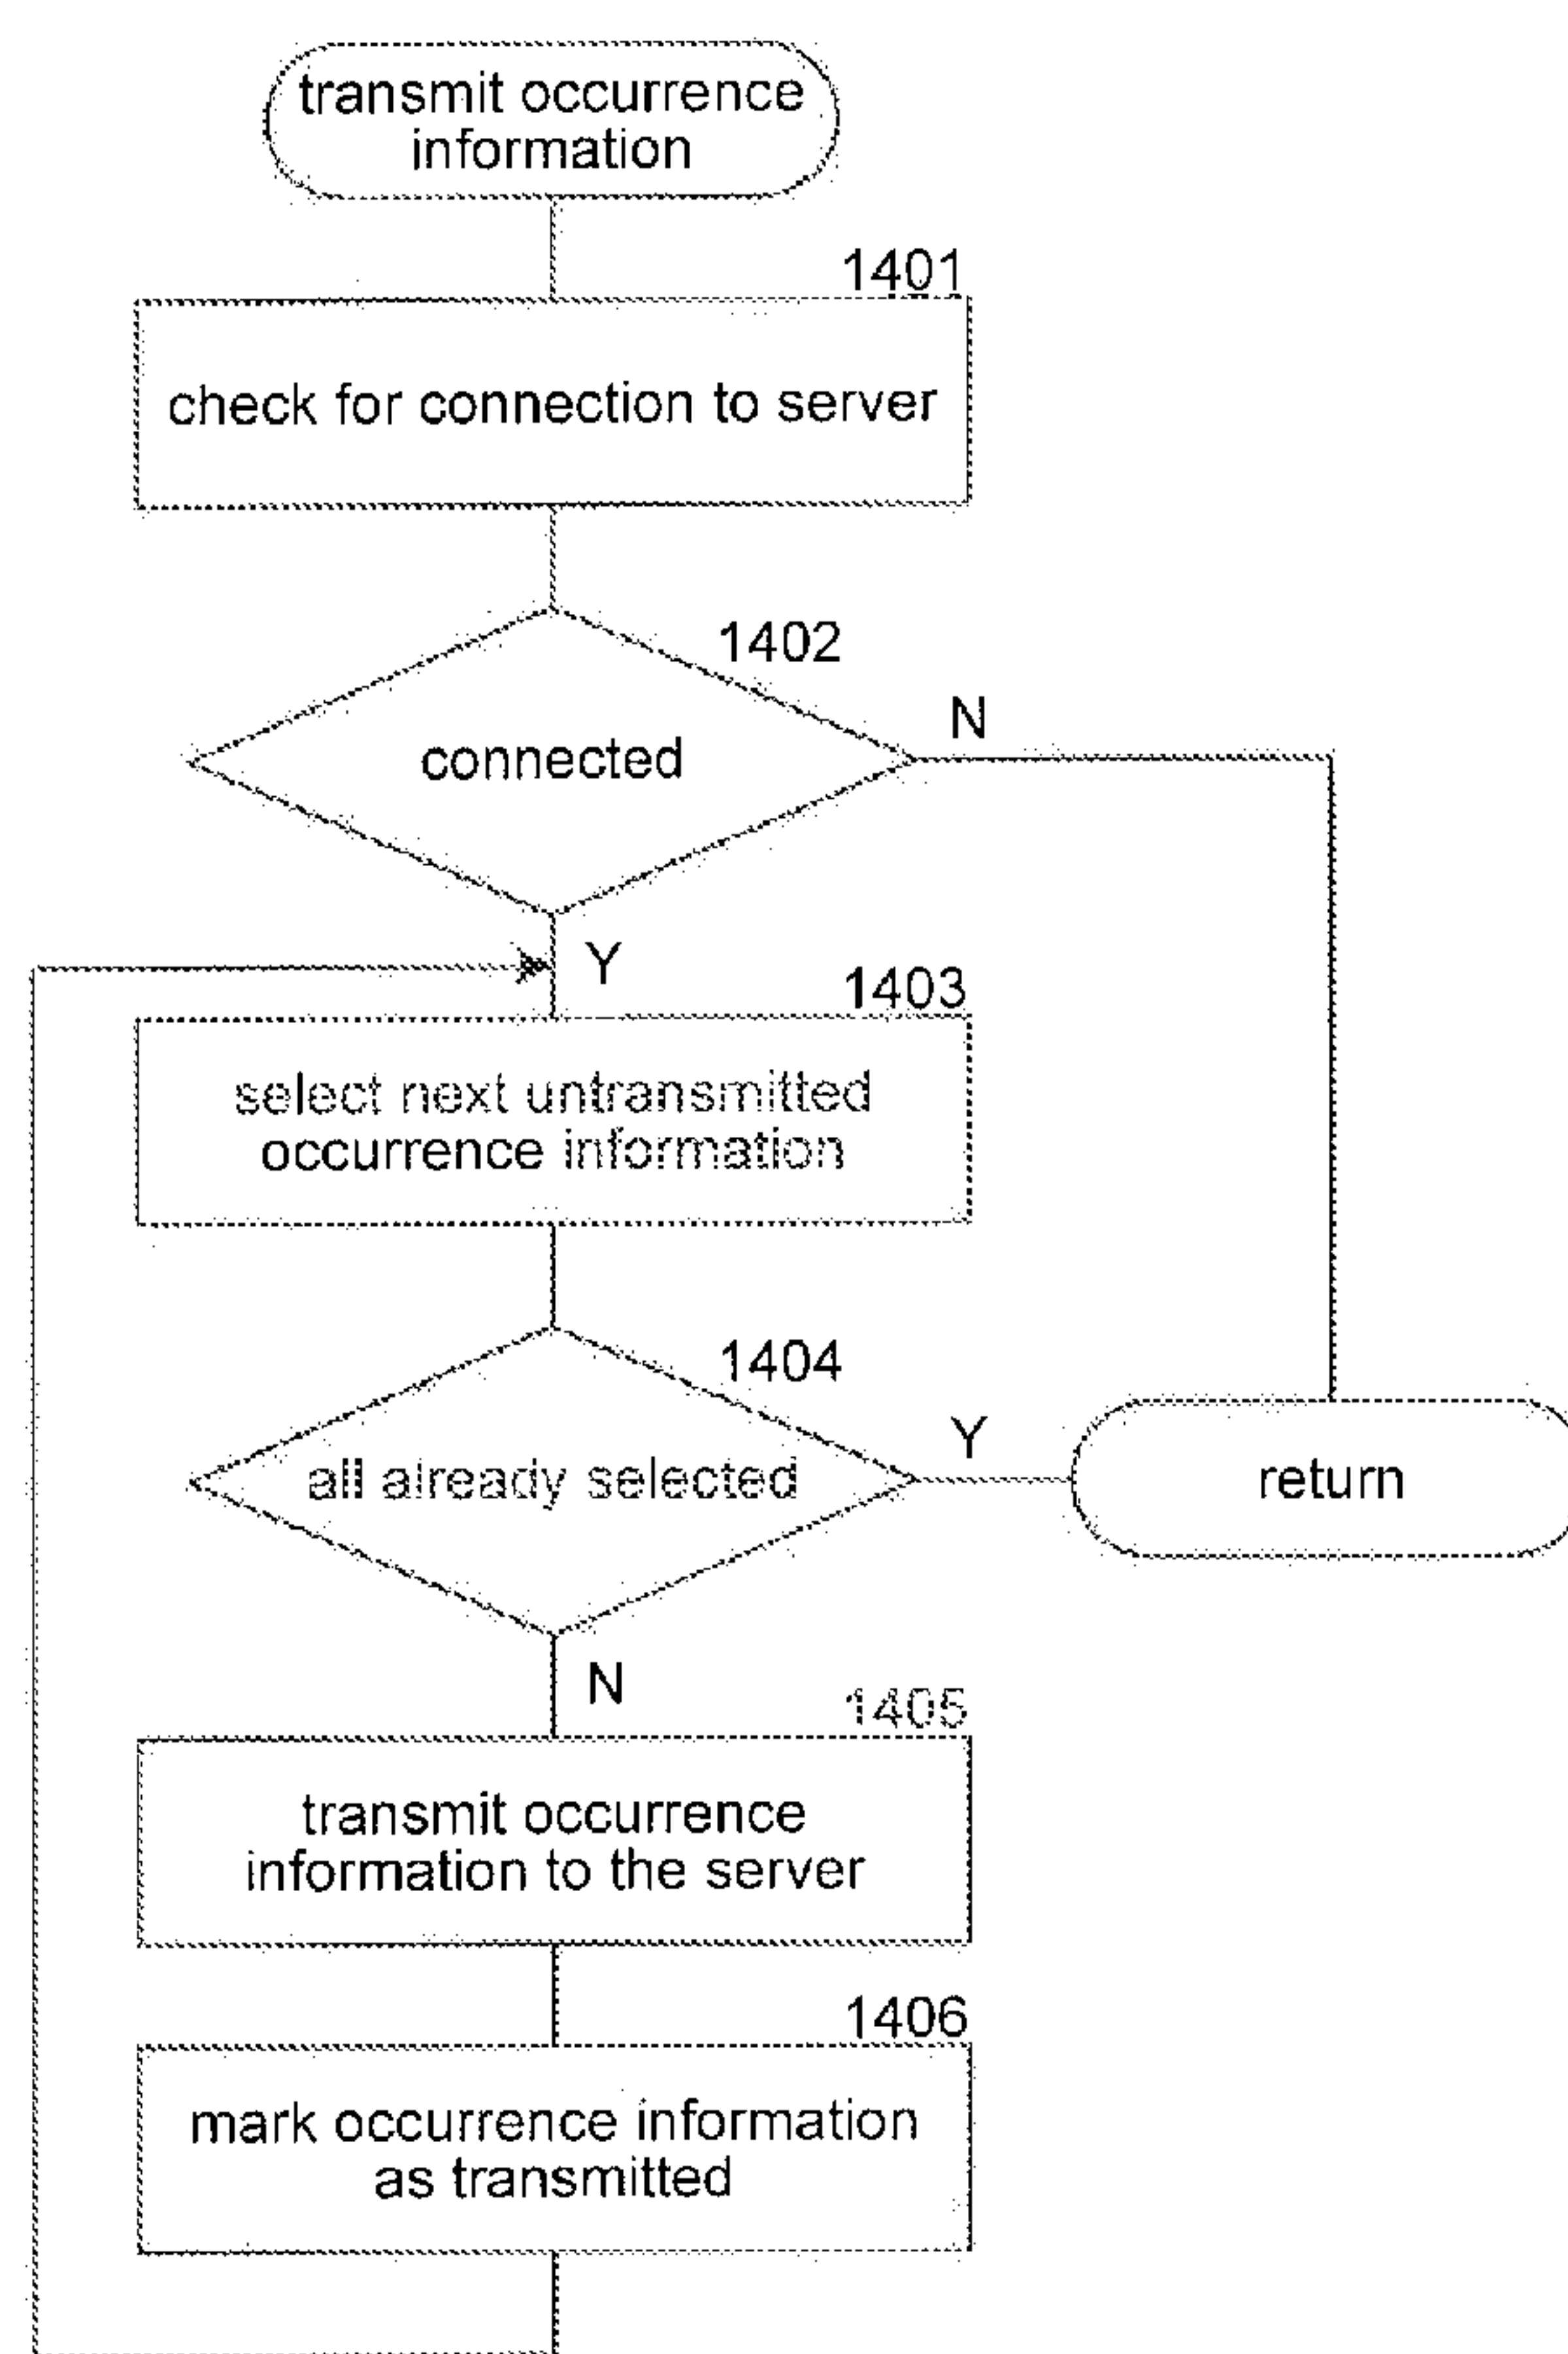 transmit occurrence
information
1401
check for connection to server
1402
connected
N
Y
1403
select next untransmitted
occurrence information
1404
all already selected
Y
return
N
1405
transmit occurrence
information to the server
1406
mark occurrence information
as transmitted